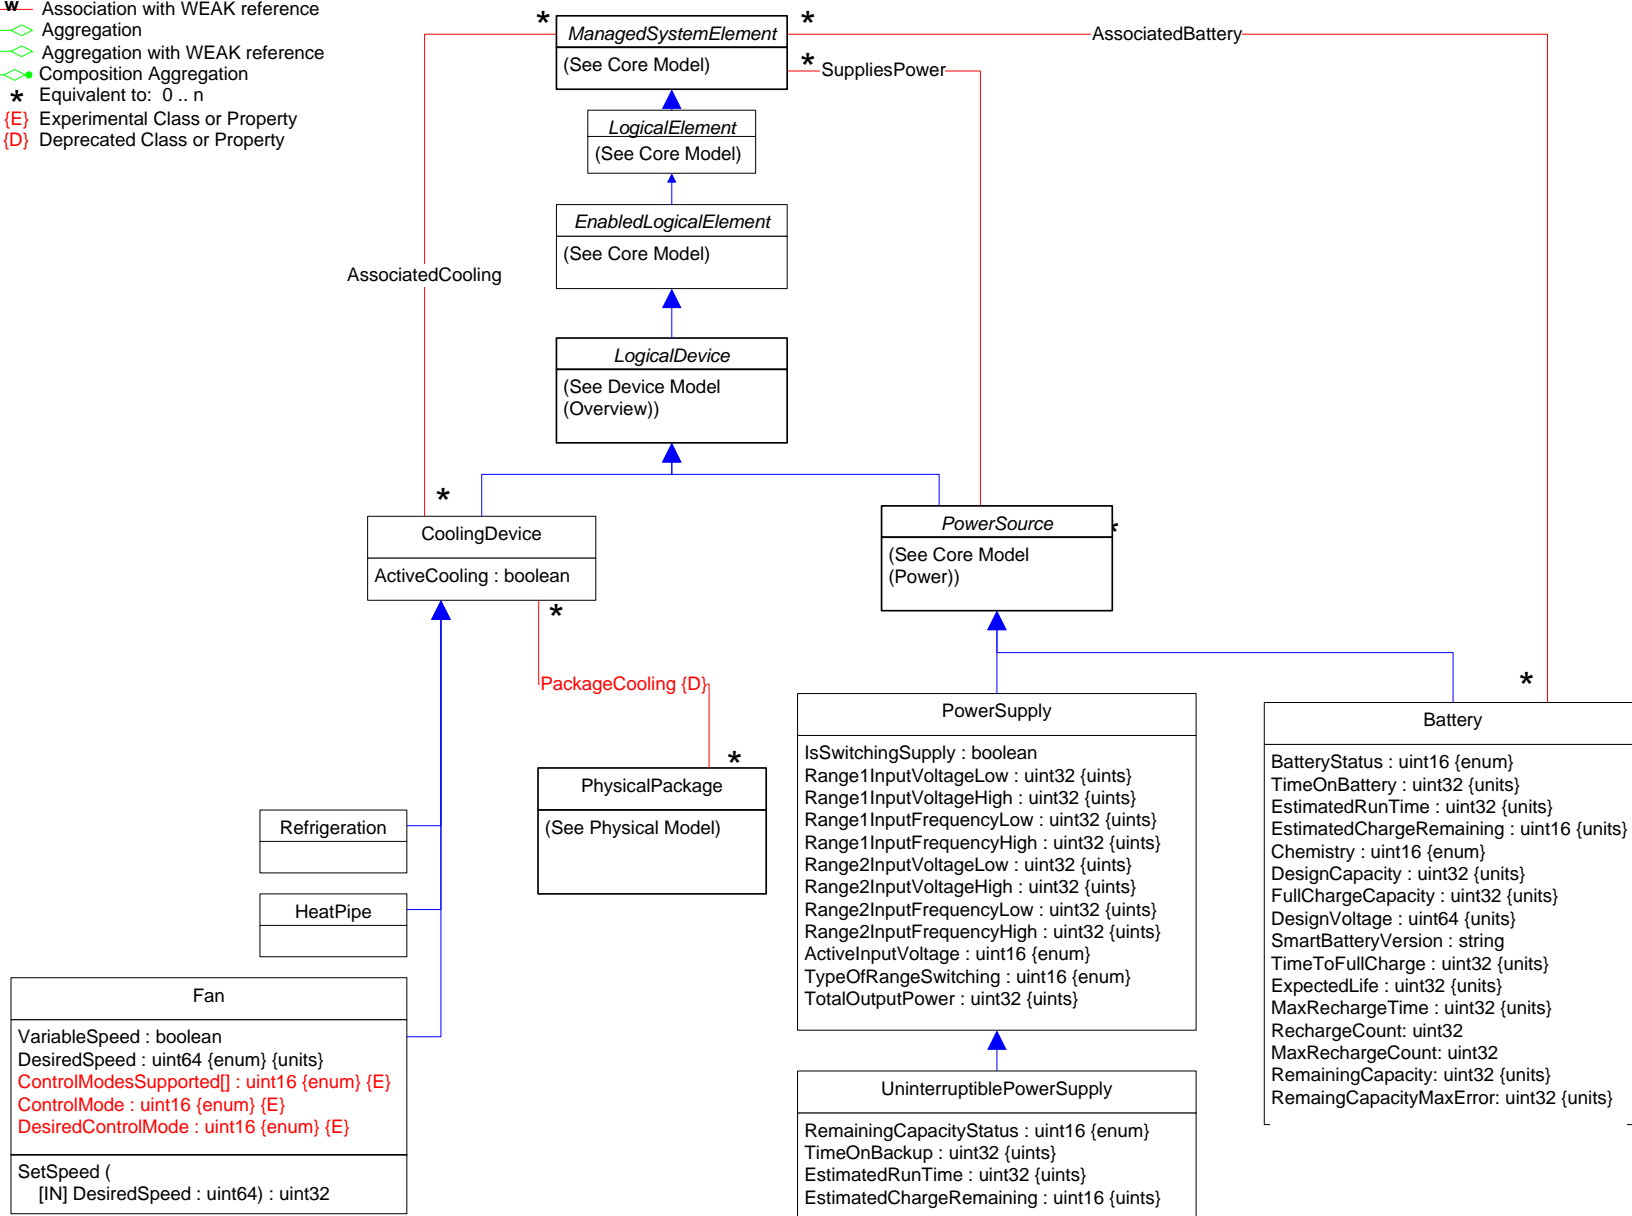 w Association with WEAK reference
Aggregation
Aggregation with WEAK reference
Composition Aggregation
* Equivalent to: 0 .. n
{E} Experimental Class or Property
{D} Deprecated Class or Property
* ManagedSystemElement *
(See Core Model)
AssociatedBattery
* SuppliesPower
LogicalElement
(See Core Model)
EnabledLogicalElement
(See Core Model)
AssociatedCooling
LogicalDevice
(See Device Model
(Overview))
*
CoolingDevice
ActiveCooling : boolean
*
PowerSource
*
(See Core Model
(Power))
PackageCooling {D}
*
PhysicalPackage
(See Physical Model)
Refrigeration
HeatPipe
Fan
VariableSpeed : boolean
DesiredSpeed : uint64 {enum} {units}
ControlModesSupported[] : uint16 {enum} {E}
ControlMode : uint16 {enum} {E}
DesiredControlMode : uint16 {enum} {E}
SetSpeed (
[IN] DesiredSpeed : uint64) : uint32
PowerSupply
IsSwitchingSupply : boolean
Range1InputVoltageLow : uint32 {uints}
Range1InputVoltageHigh : uint32 {uints}
Range1InputFrequencyLow : uint32 {uints}
Range1InputFrequencyHigh : uint32 {uints}
Range2InputVoltageLow : uint32 {uints}
Range2InputVoltageHigh : uint32 {uints}
Range2InputFrequencyLow : uint32 {uints}
Range2InputFrequencyHigh : uint32 {uints}
ActiveInputVoltage : uint16 {enum}
TypeOfRangeSwitching : uint16 {enum}
TotalOutputPower : uint32 {uints}
UninterruptiblePowerSupply
RemainingCapacityStatus : uint16 {enum}
TimeOnBackup : uint32 {uints}
EstimatedRunTime : uint32 {uints}
EstimatedChargeRemaining : uint16 {uints}
*
Battery
BatteryStatus : uint16 {enum}
TimeOnBattery : uint32 {units}
EstimatedRunTime : uint32 {units}
EstimatedChargeRemaining : uint16 {units}
Chemistry : uint16 {enum}
DesignCapacity : uint32 {units}
FullChargeCapacity : uint32 {units}
DesignVoltage : uint64 {units}
SmartBatteryVersion : string
TimeToFullCharge : uint32 {units}
ExpectedLife : uint32 {units}
MaxRechargeTime : uint32 {units}
RechargeCount: uint32
MaxRechargeCount: uint32
RemainingCapacity: uint32 {units}
RemaingCapacityMaxError: uint32 {units}